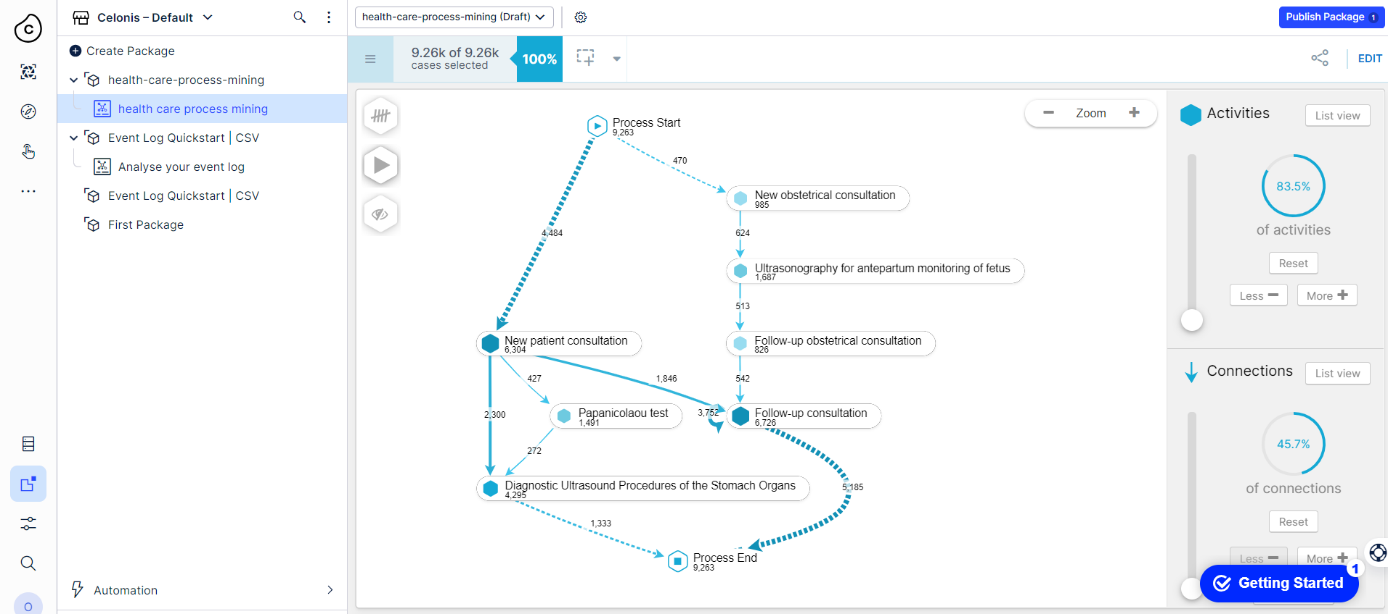 C
Celonis – Default
health-care-process-mining (Draft)
Publish Package 1
Create Package
health-care-process-mining
health care process mining
Event Log Quickstart | CSV
Analyse your event log
Event Log Quickstart | CSV
First Package
Automation
O
9.26k of 9.26k
cases selected
100%
EDIT
Zoom
Process Start
9,263
470
New obstetrical consultation
985
4,484
624
Ultrasonography for antepartum monitoring of fetus
1,687
513
New patient consultation
6,304
Follow-up obstetrical consultation
826
427
1,846
542
2,300
Papanicolaou test
1,491
3,752
Follow-up consultation
6,726
272
Diagnostic Ultrasound Procedures of the Stomach Organs
4,295
5,185
1,333
Process End
9,263
Activities
List view
83.5%
of activities
Reset
Less
More
Connections
List view
45.7%
of connections
Reset
Less
More
Getting Started
1